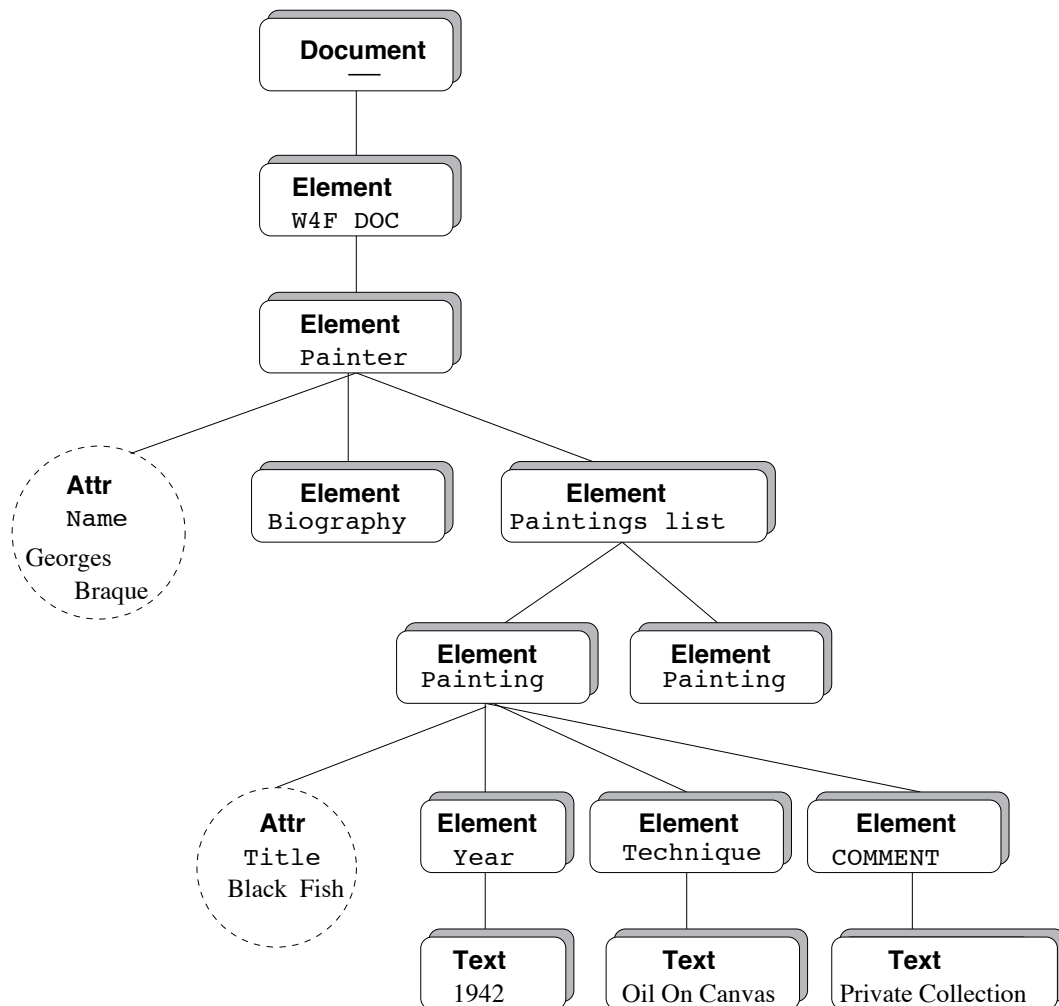 Document
Element
W4F DOC
Element
Painter
Attr
Name
Georges
Braque
Element
Biography
Element
Paintings list
Element
Painting
Element
Painting
Attr
Title
Black Fish
Element
Year
Element
Technique
Element
COMMENT
Text
1942
Text
Oil On Canvas
Text
Private Collection